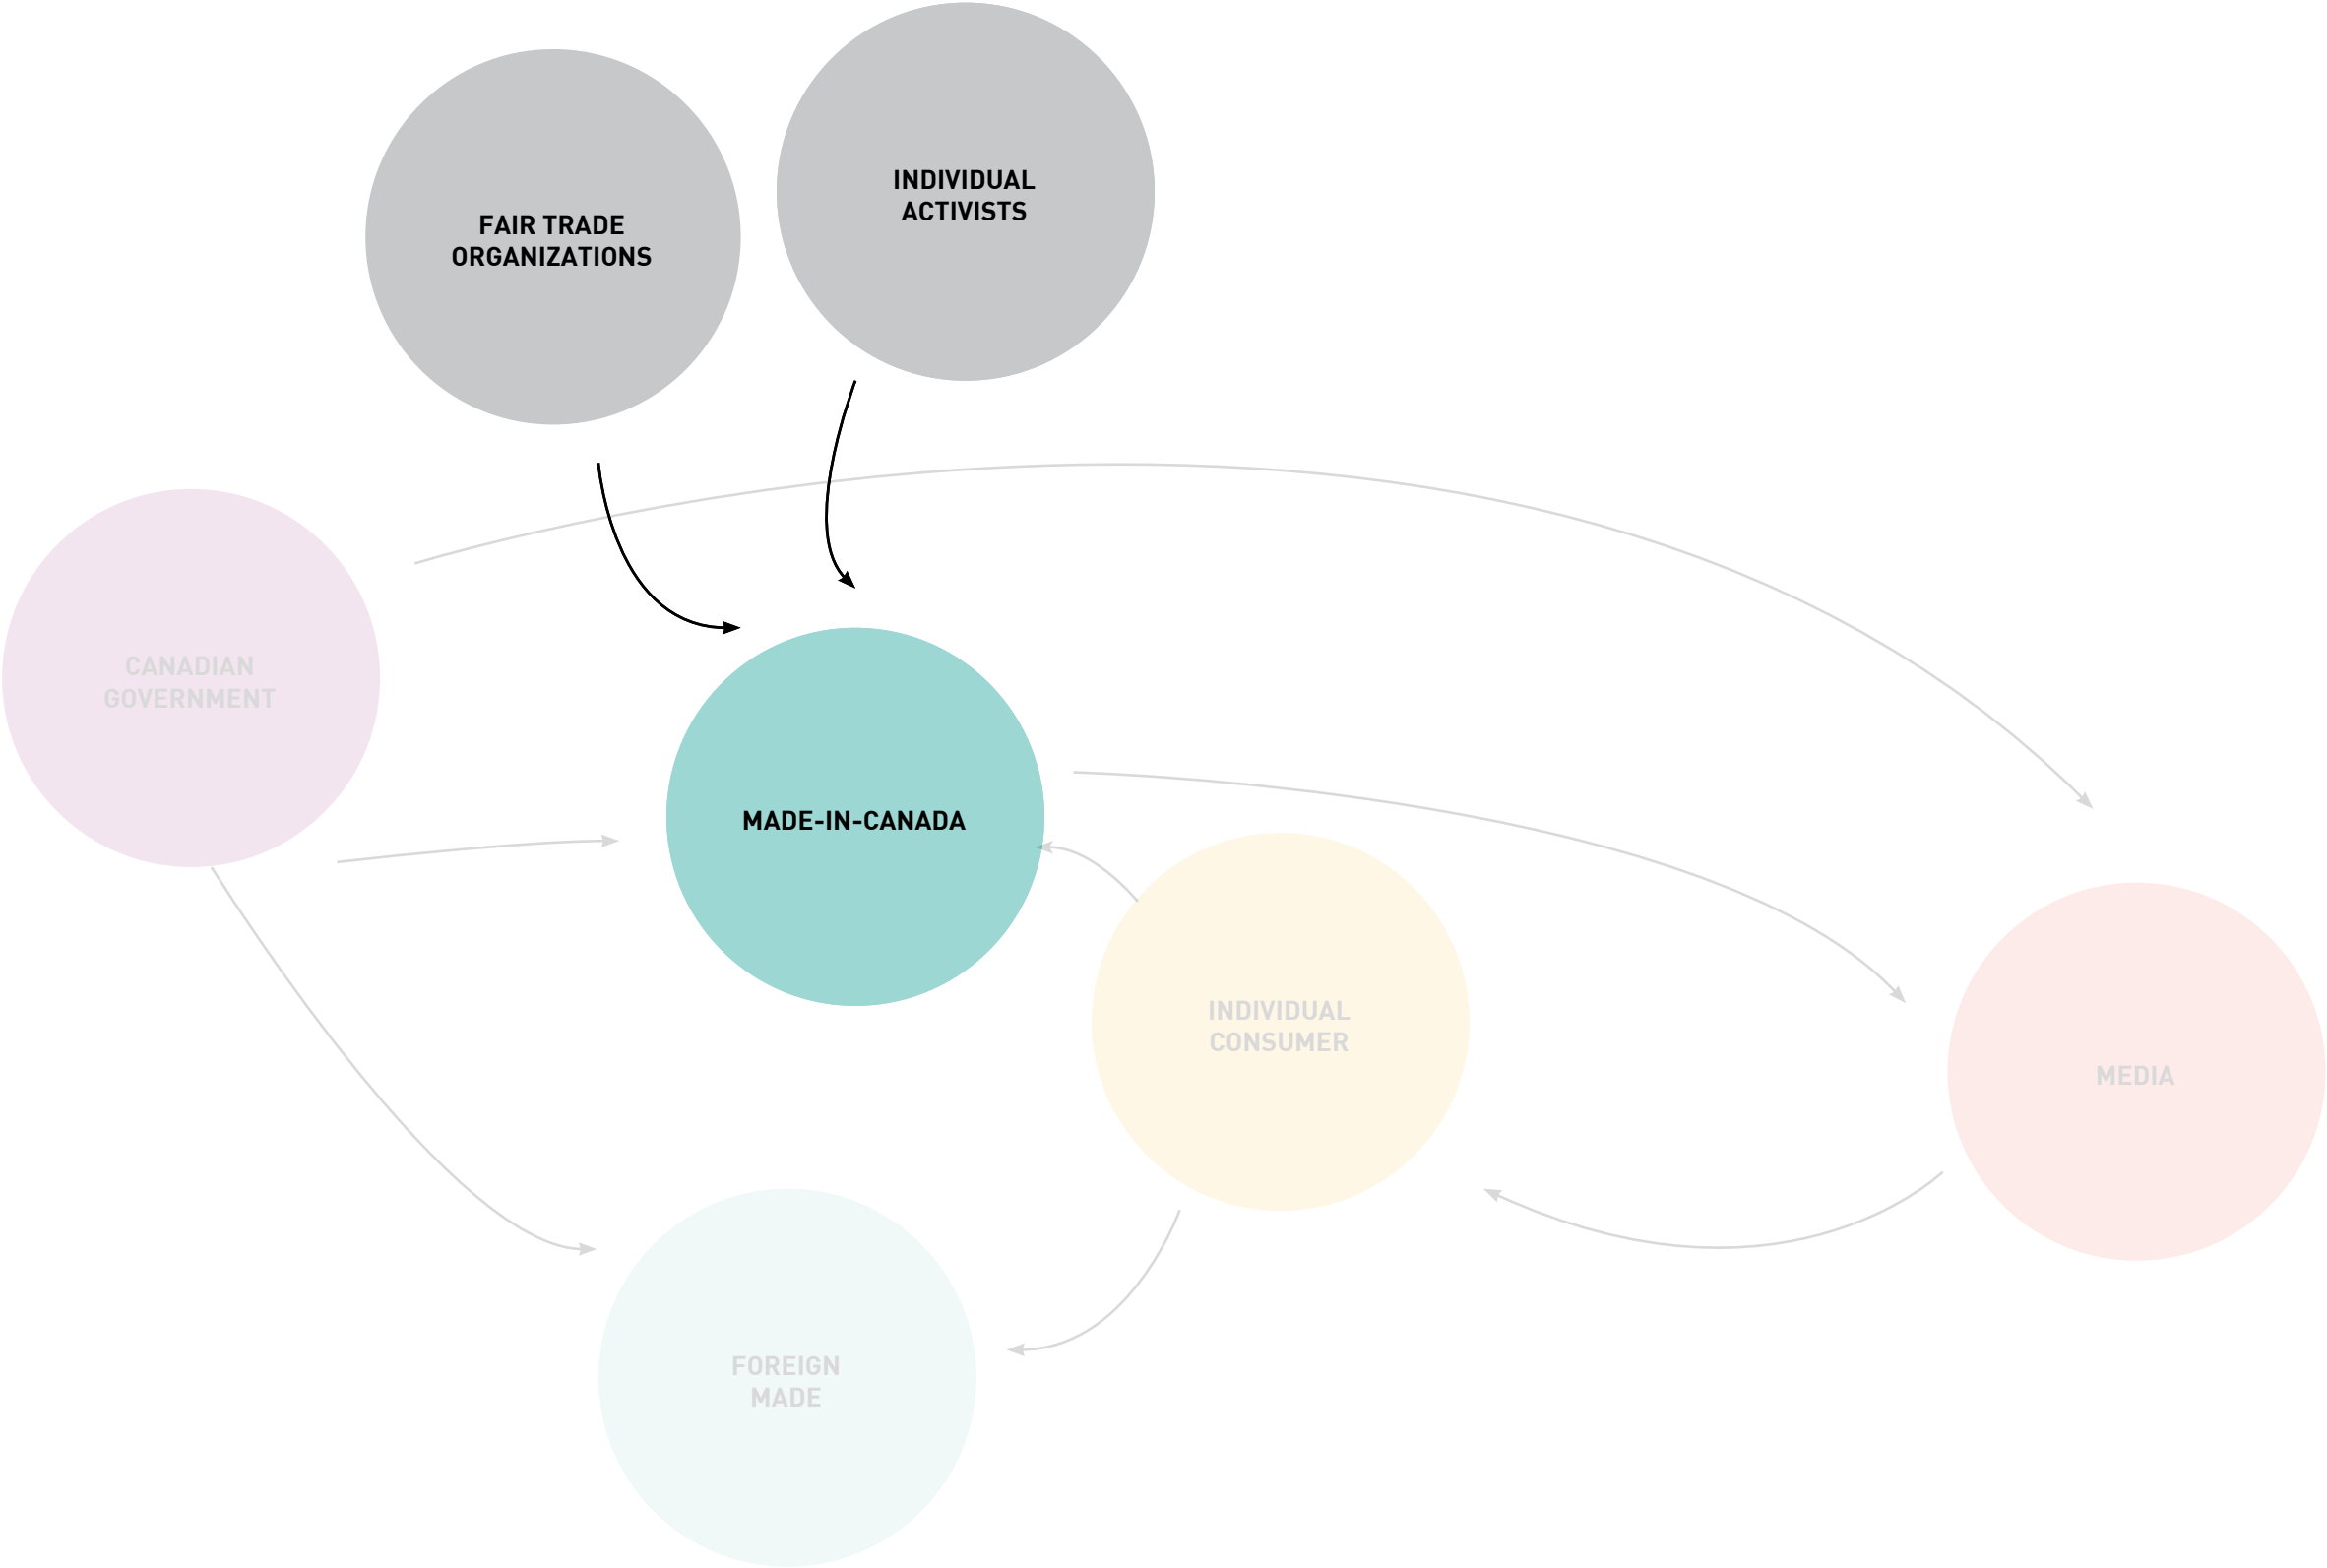 INDIVIDUAL
ACTIVISTS
FAIR TRADE
ORGANIZATIONS
CANADIAN
GOVERNMENT
MADE-IN-CANADA
INDIVIDUAL
CONSUMER
MEDIA
FOREIGN
MADE